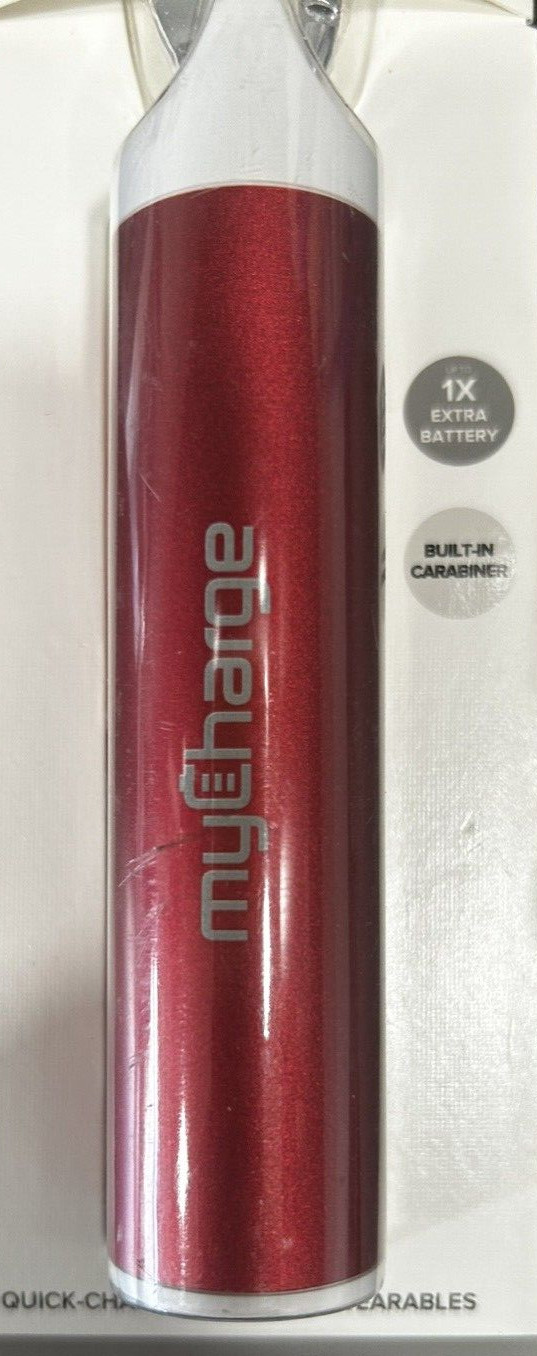 UP TO
1X
EXTRA
BATTERY
BUILT-IN
CARABINER
myCharge
QUICK-CHA
EARABLES